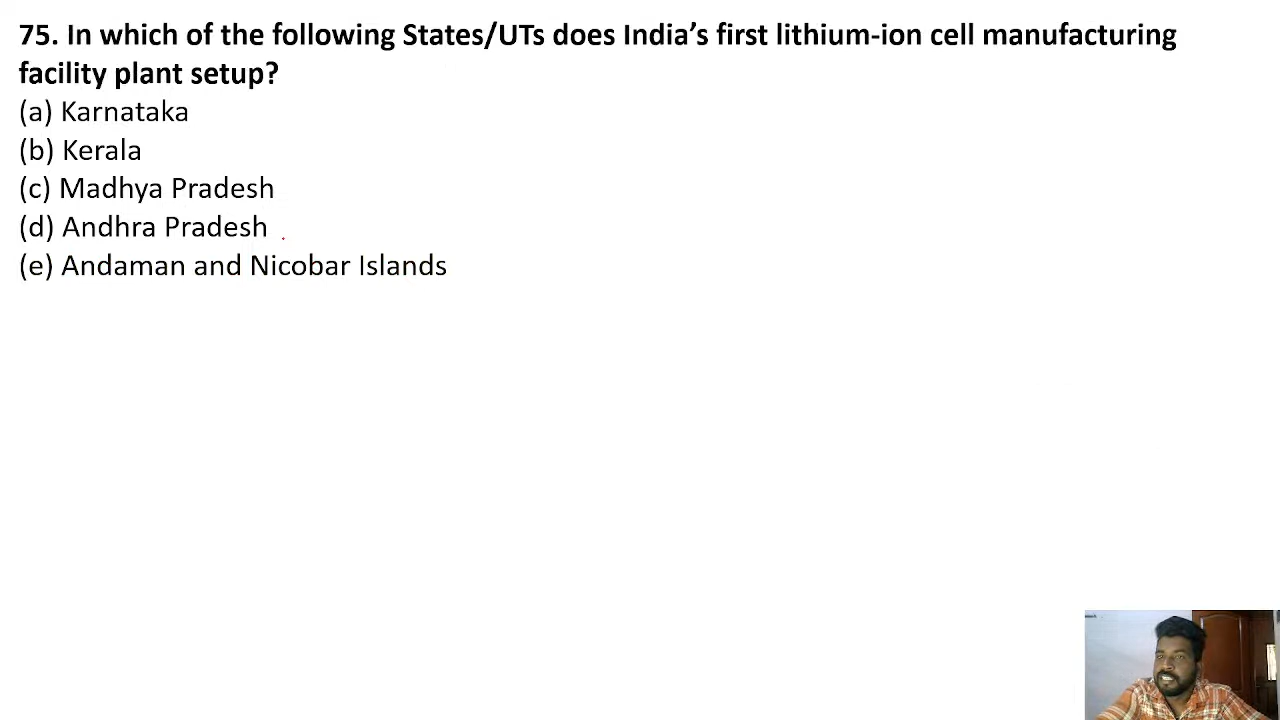 75. In which of the following States/UTs does India’s first lithium-ion cell manufacturing
facility plant setup?
(a) Karnataka
(b) Kerala
(c) Madhya Pradesh
(d) Andhra Pradesh
(e) Andaman and Nicobar Islands